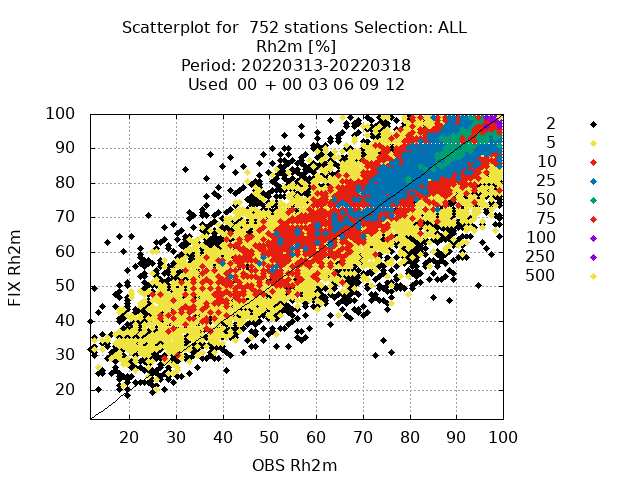 Scatterplot for  752 stations Selection: ALL
Rh2m [%]
Period: 20220313-20220318
Used  00 + 00 03 06 09 12
100
90
80
70
60
50
40
30
20
FIX Rh2m
20 30 40 50 60 70 80 90 100
OBS Rh2m
2
5
10
25
50
75
100
250
500